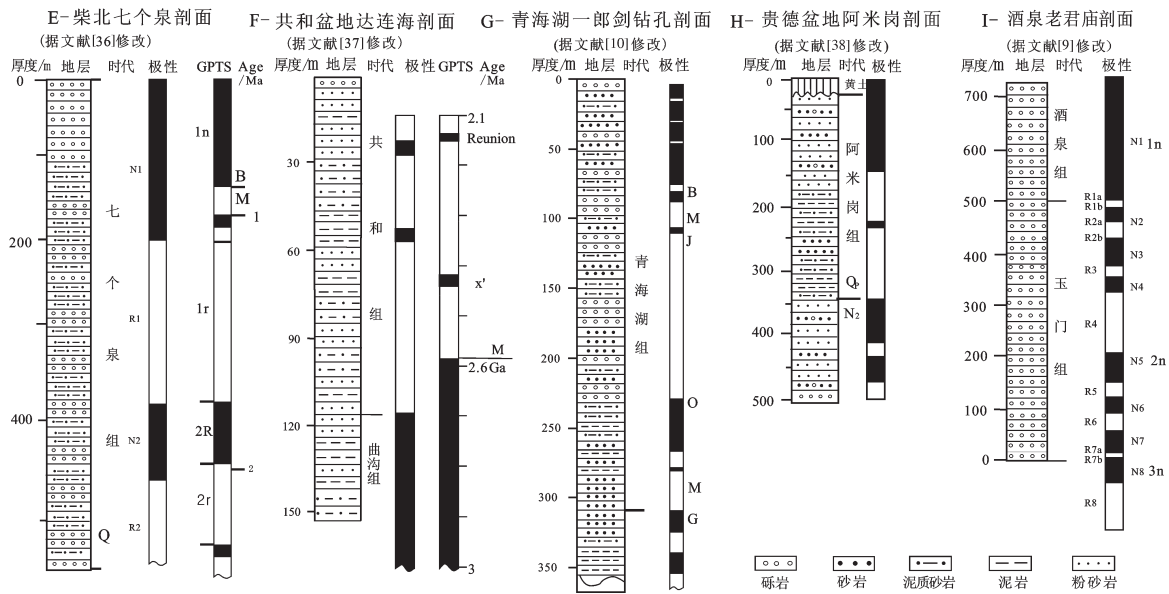 E-柴北七个泉剖面
(据文献[36]修改)
厚度/m 地层 时代 极性 GPTS Age/Ma
0
200
400
七个泉组
Q
N1
R1
N2
R2
1n
1r
2R
2r
B
M
1
2
F-共和盆地达连海剖面
(据文献[37]修改)
厚度/m 地层 时代 极性 GPTS Age/Ma
30
60
90
120
150
共和组
曲沟组
2.1
Reunion
x'
M
2.6Ga
3
G-青海湖一郎剑钻孔剖面
(据文献[10]修改)
厚度/m 地层 时代 极性
0
50
100
150
200
250
300
350
青海湖组
B
M
J
O
M
G
H-贵德盆地阿米岗剖面
(据文献[38]修改)
厚度/m 地层 时代 极性
0
100
200
300
400
500
黄土
阿米岗组
Qp
N2
I-酒泉老君庙剖面
(据文献[9]修改)
厚度/m 地层 时代 极性
700
600
500
400
300
200
100
0
酒泉组
玉门组
R1a
R1b
R2a
R2b
R3
R4
R5
R6
R7a
R7b
R8
N1 1n
N2
N3
N4
N5 2n
N6
N7
N8 3n
砾岩 砂岩 泥质砂岩 泥岩 粉砂岩